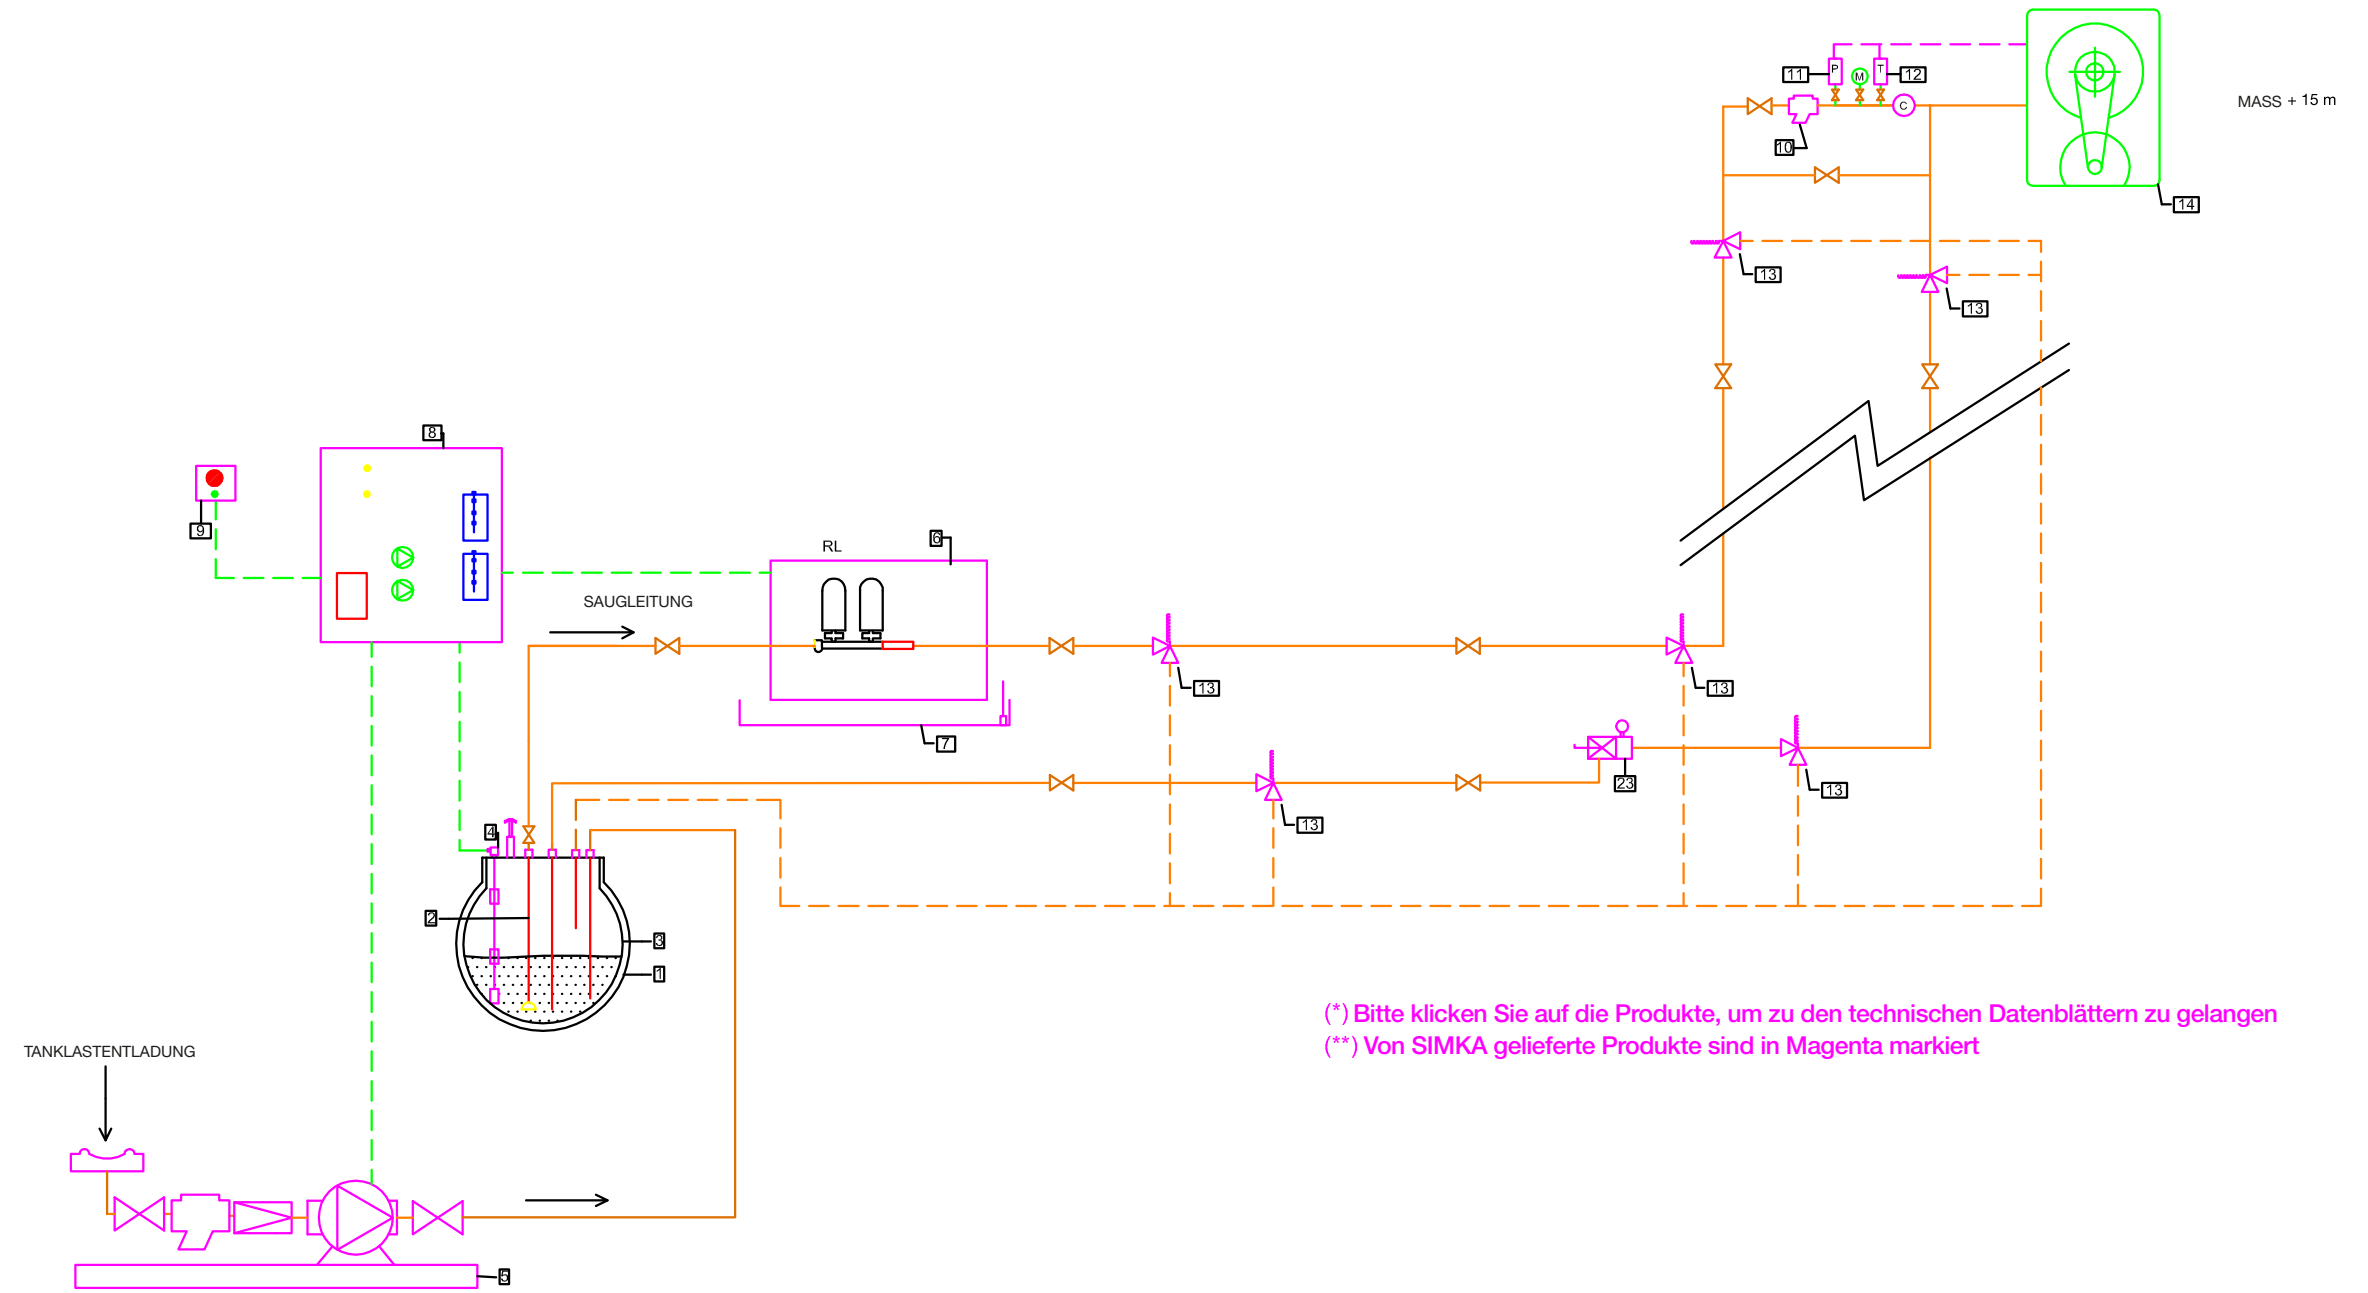 MASS + 15 m
11
P
M
T
12
C
10
14
13
13
8
9
RL
6
SAUGLEITUNG
13
13
7
23
13
13
4
2
3
1
(*) Bitte klicken Sie auf die Produkte, um zu den technischen Datenblättern zu gelangen
(**) Von SIMKA gelieferte Produkte sind in Magenta markiert
TANKLASTENTLADUNG
5